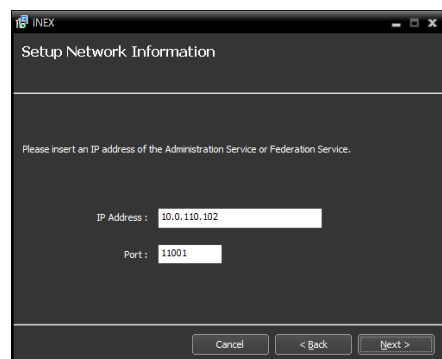 iNEX
Setup Network Information
Please insert an IP address of the Administration Service or Federation Service.
IP Address : 10.0.110.102
Port : 11001
Cancel < Back Next >